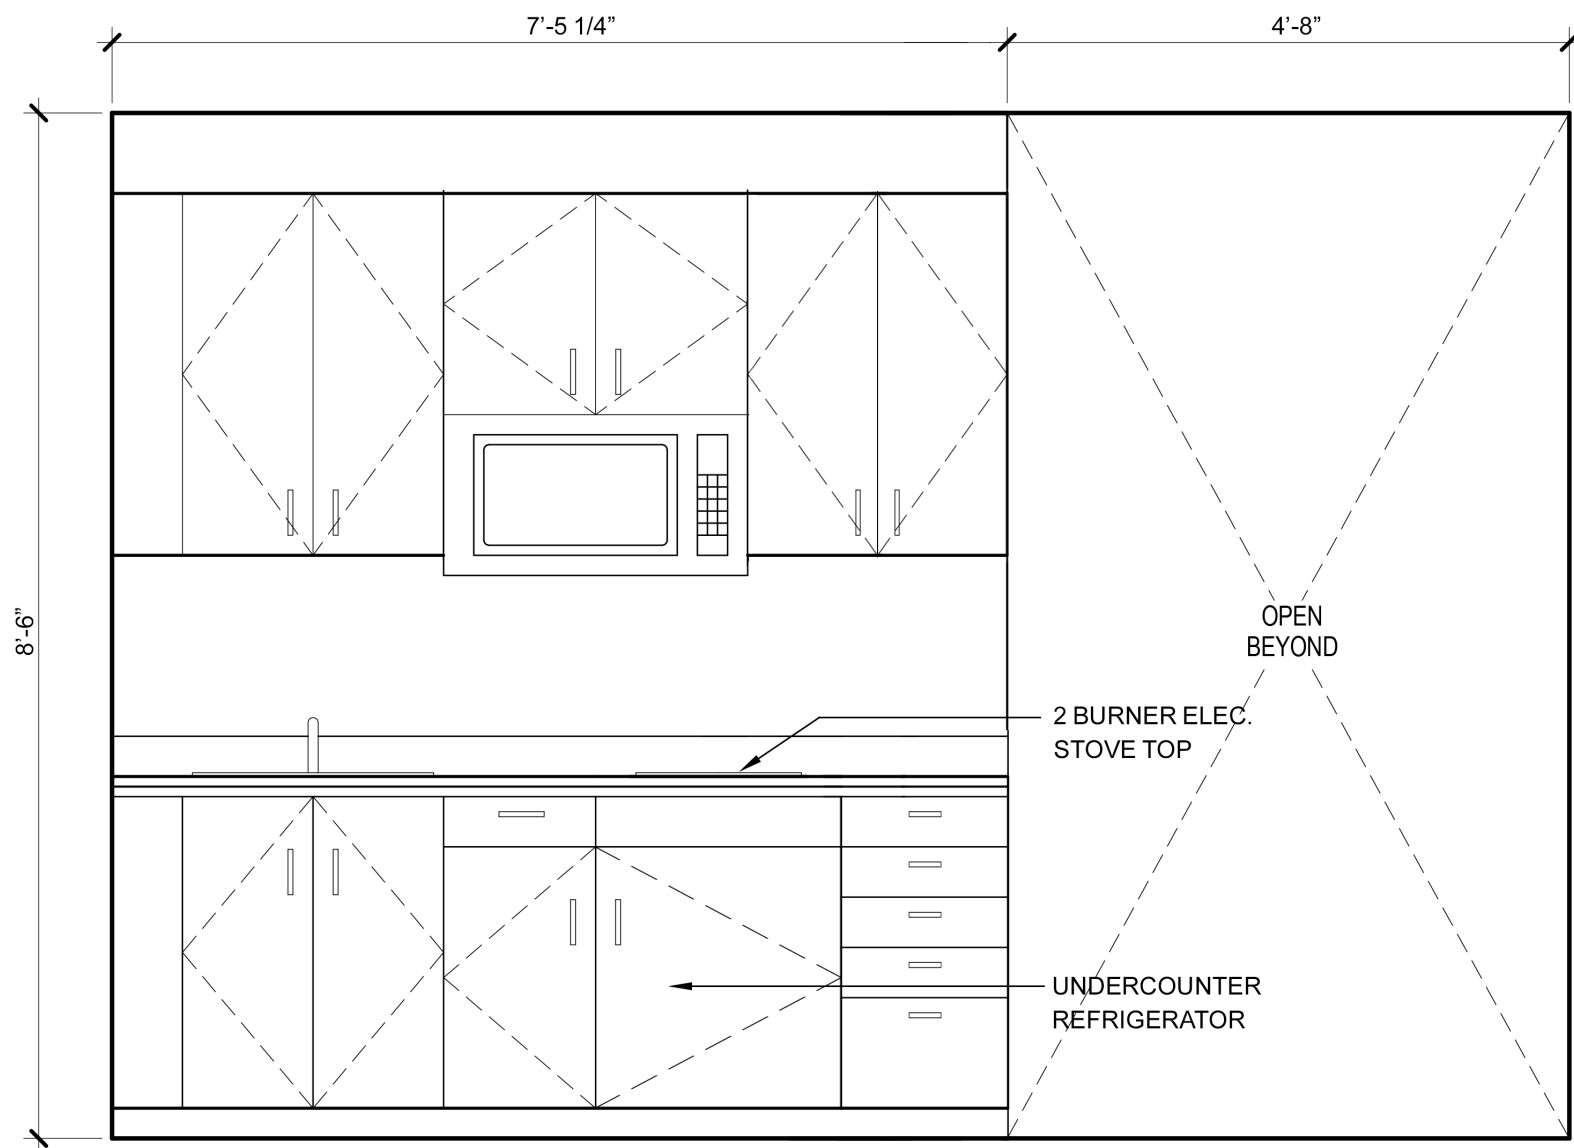 7’-5 1/4”
4’-8”
8’-6”
OPEN
BEYOND
2 BURNER ELEC.
STOVE TOP
UNDERCOUNTER
REFRIGERATOR